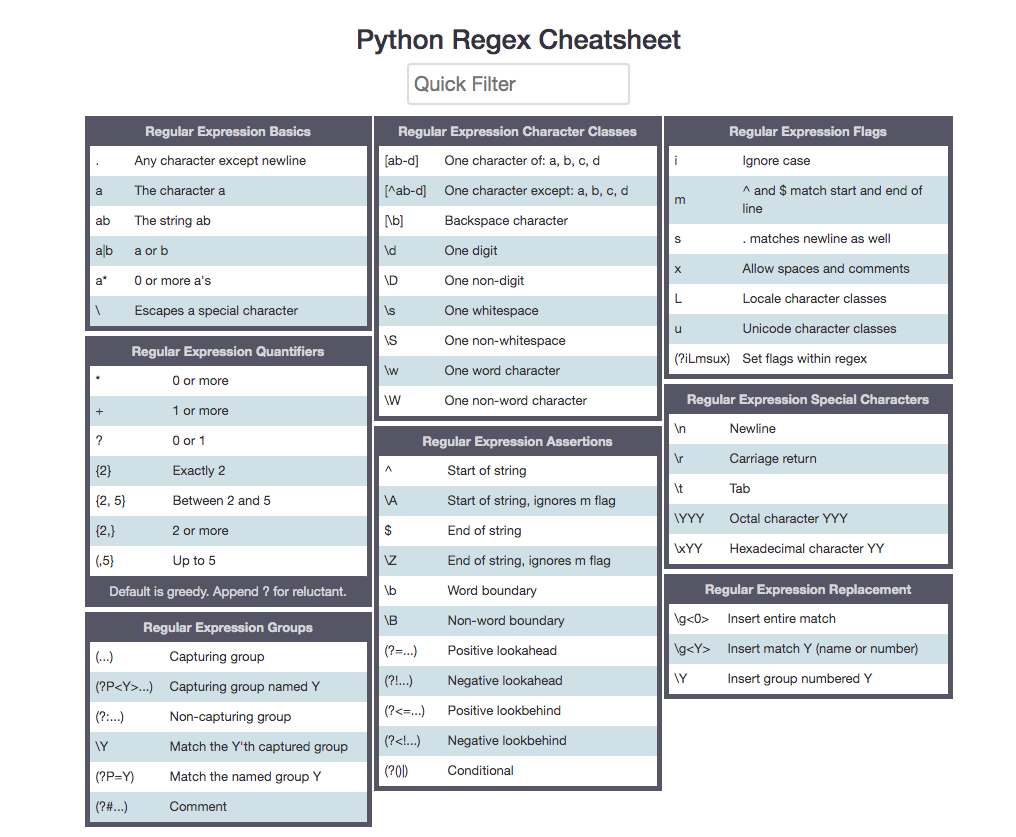 Python Regex Cheatsheet
Quick Filter
Regular Expression Basics
. Any character except newline
a The character a
ab The string ab
a|b a or b
a* 0 or more a's
\ Escapes a special character
Regular Expression Quantifiers
* 0 or more
+ 1 or more
? 0 or 1
{2} Exactly 2
{2, 5} Between 2 and 5
{2,} 2 or more
(,5} Up to 5
Default is greedy. Append ? for reluctant.
Regular Expression Groups
(...) Capturing group
(?P<Y>...) Capturing group named Y
(?:...) Non-capturing group
\Y Match the Y'th captured group
(?P=Y) Match the named group Y
(?#...) Comment
Regular Expression Character Classes
[ab-d] One character of: a, b, c, d
[^ab-d] One character except: a, b, c, d
[\b] Backspace character
\d One digit
\D One non-digit
\s One whitespace
\S One non-whitespace
\w One word character
\W One non-word character
Regular Expression Assertions
^ Start of string
\A Start of string, ignores m flag
$ End of string
\Z End of string, ignores m flag
\b Word boundary
\B Non-word boundary
(?=...) Positive lookahead
(?!...) Negative lookahead
(?<=...) Positive lookbehind
(?<!...) Negative lookbehind
(?()|) Conditional
Regular Expression Flags
i Ignore case
m ^ and $ match start and end of
line
s . matches newline as well
x Allow spaces and comments
L Locale character classes
u Unicode character classes
(?iLmsux) Set flags within regex
Regular Expression Special Characters
\n Newline
\r Carriage return
\t Tab
\YYY Octal character YYY
\xYY Hexadecimal character YY
Regular Expression Replacement
\g<0> Insert entire match
\g<Y> Insert match Y (name or number)
\Y Insert group numbered Y